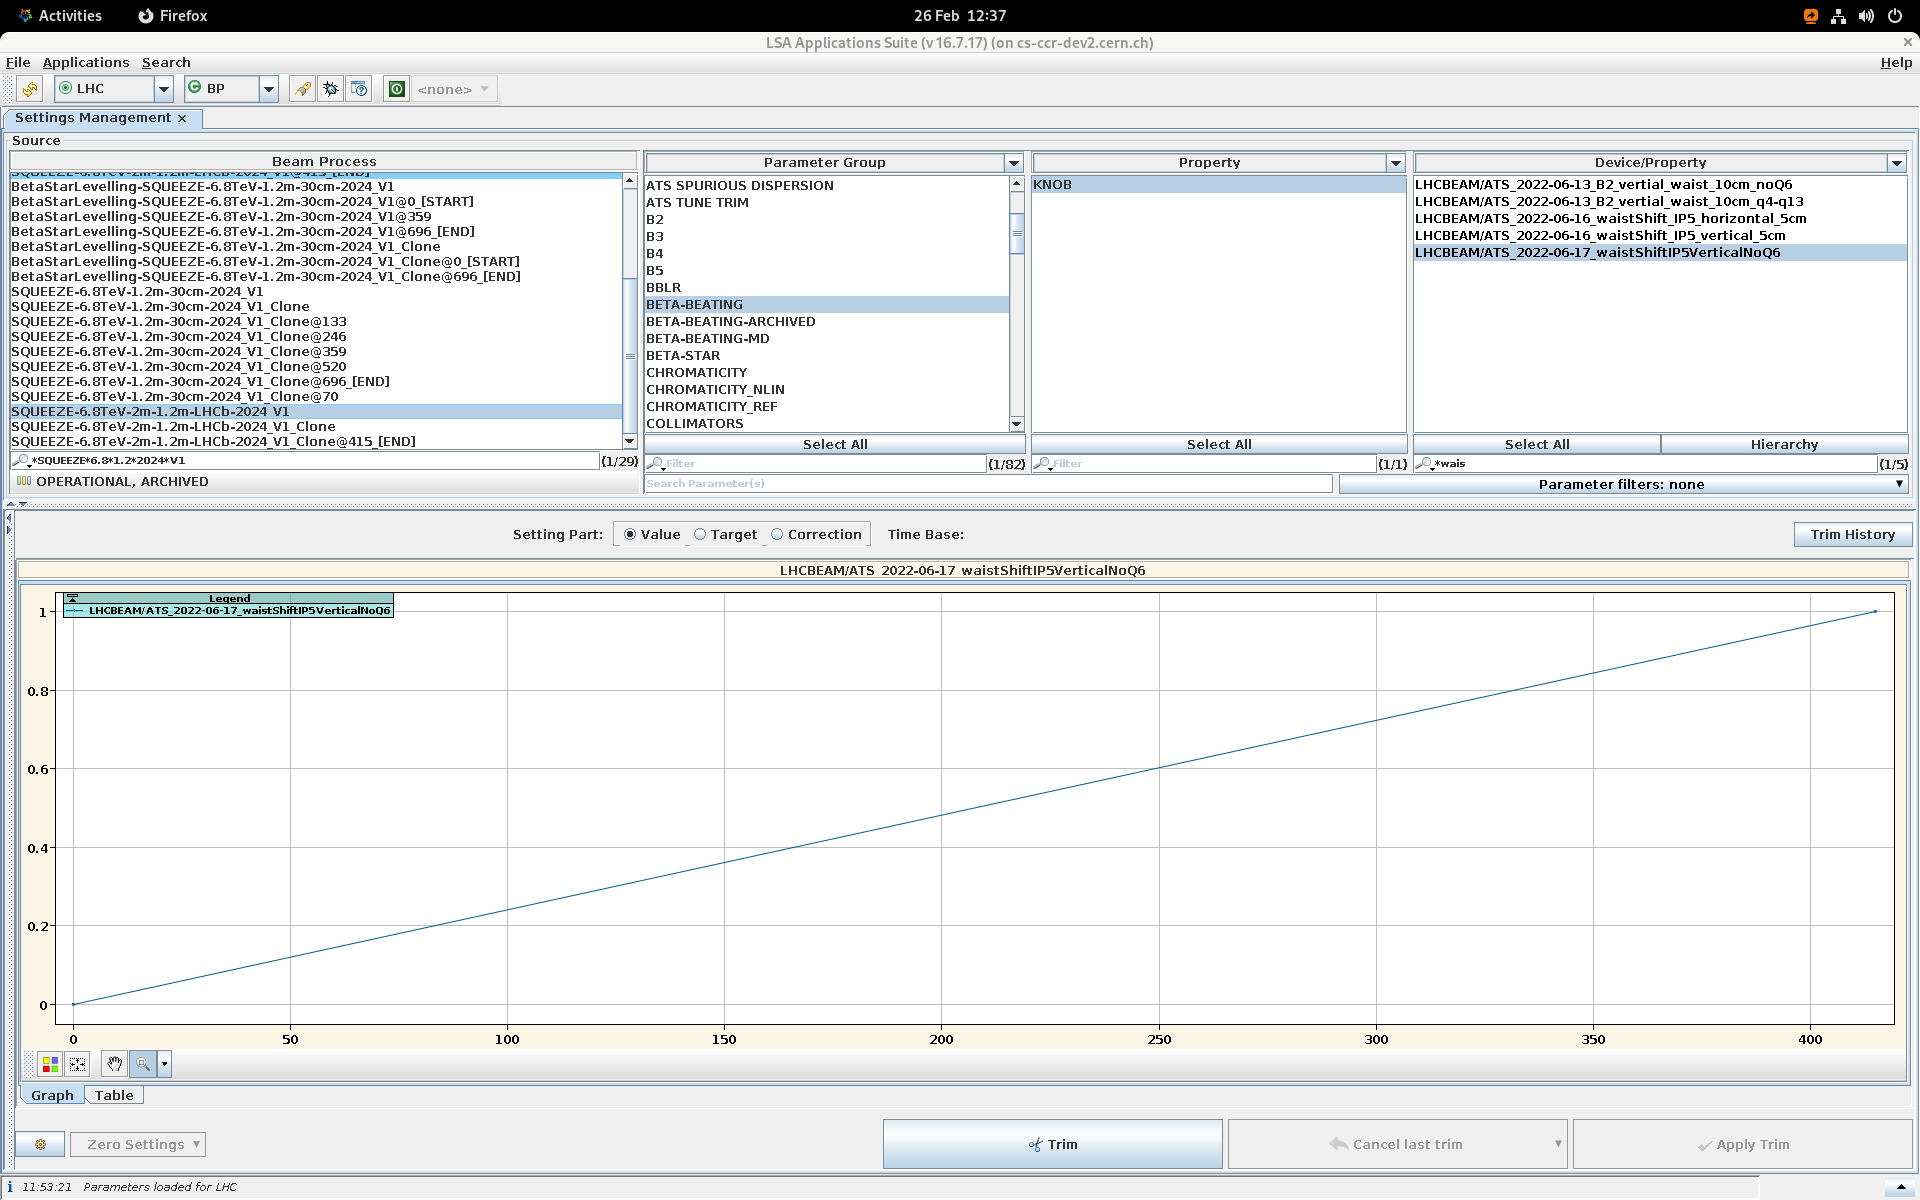 Activities Firefox 26 Feb 12:37
LSA Applications Suite (v 16.7.17) (on cs-ccr-dev2.cern.ch)
File Applications Search Help
LHC BP <none>
Settings Management
Source
Beam Process
SQUEEZE-6.8TeV-2m-1.2m-LHCb-2024_V1@415_[END]
BetaStarLevelling-SQUEEZE-6.8TeV-1.2m-30cm-2024_V1
BetaStarLevelling-SQUEEZE-6.8TeV-1.2m-30cm-2024_V1@0_[START]
BetaStarLevelling-SQUEEZE-6.8TeV-1.2m-30cm-2024_V1@359
BetaStarLevelling-SQUEEZE-6.8TeV-1.2m-30cm-2024_V1@696_[END]
BetaStarLevelling-SQUEEZE-6.8TeV-1.2m-30cm-2024_V1_Clone
BetaStarLevelling-SQUEEZE-6.8TeV-1.2m-30cm-2024_V1_Clone@0_[START]
BetaStarLevelling-SQUEEZE-6.8TeV-1.2m-30cm-2024_V1_Clone@696_[END]
SQUEEZE-6.8TeV-1.2m-30cm-2024_V1
SQUEEZE-6.8TeV-1.2m-30cm-2024_V1_Clone
SQUEEZE-6.8TeV-1.2m-30cm-2024_V1_Clone@133
SQUEEZE-6.8TeV-1.2m-30cm-2024_V1_Clone@246
SQUEEZE-6.8TeV-1.2m-30cm-2024_V1_Clone@359
SQUEEZE-6.8TeV-1.2m-30cm-2024_V1_Clone@520
SQUEEZE-6.8TeV-1.2m-30cm-2024_V1_Clone@696_[END]
SQUEEZE-6.8TeV-1.2m-30cm-2024_V1_Clone@70
SQUEEZE-6.8TeV-2m-1.2m-LHCb-2024_V1
SQUEEZE-6.8TeV-2m-1.2m-LHCb-2024_V1_Clone
SQUEEZE-6.8TeV-2m-1.2m-LHCb-2024_V1_Clone@415_[END]
*SQUEEZE*6.8*1.2*2024*V1 (1/29)
OPERATIONAL, ARCHIVED
Parameter Group
ATS SPURIOUS DISPERSION
ATS TUNE TRIM
B2
B3
B4
B5
BBLR
BETA-BEATING
BETA-BEATING-ARCHIVED
BETA-BEATING-MD
BETA-STAR
CHROMATICITY
CHROMATICITY_NLIN
CHROMATICITY_REF
COLLIMATORS
Select All
Filter (1/82)
Property
KNOB
Select All
Filter (1/1)
Device/Property
LHCBEAM/ATS_2022-06-13_B2_vertial_waist_10cm_noQ6
LHCBEAM/ATS_2022-06-13_B2_vertial_waist_10cm_q4-q13
LHCBEAM/ATS_2022-06-16_waistShift_IP5_horizontal_5cm
LHCBEAM/ATS_2022-06-16_waistShift_IP5_vertical_5cm
LHCBEAM/ATS_2022-06-17_waistShiftIP5VerticalNoQ6
Select All Hierarchy
*wais (1/5)
Search Parameter(s) Parameter filters: none
Setting Part: Value Target Correction Time Base: Trim History
LHCBEAM/ATS_2022-06-17_waistShiftIP5VerticalNoQ6
Legend
LHCBEAM/ATS_2022-06-17_waistShiftIP5VerticalNoQ6
1
0.8
0.6
0.4
0.2
0
0 50 100 150 200 250 300 350 400
Graph Table
Zero Settings Trim Cancel last trim Apply Trim
11:53:21 Parameters loaded for LHC